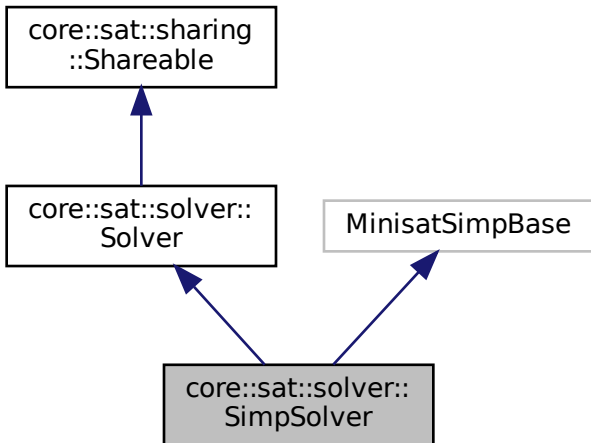 core::sat::sharing
::Shareable
core::sat::solver::
Solver
MinisatSimpBase
core::sat::solver::
SimpSolver